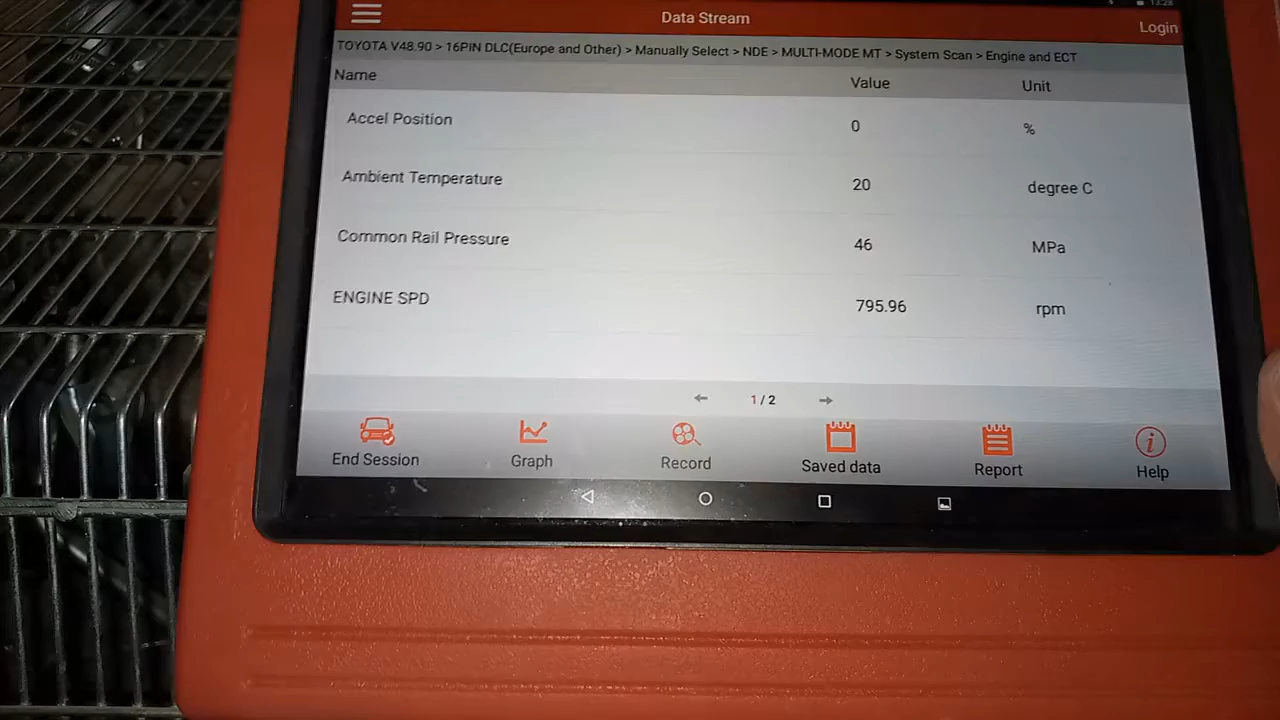 13:28
Data Stream
Login
TOYOTA V48.90 > 16PIN DLC(Europe and Other) > Manually Select > NDE > MULTI-MODE MT > System Scan > Engine and ECT
Name Value Unit
Accel Position 0 %
Ambient Temperature 20 degree C
Common Rail Pressure 46 MPa
ENGINE SPD 795.96 rpm
1 / 2
End Session Graph Record Saved data Report Help